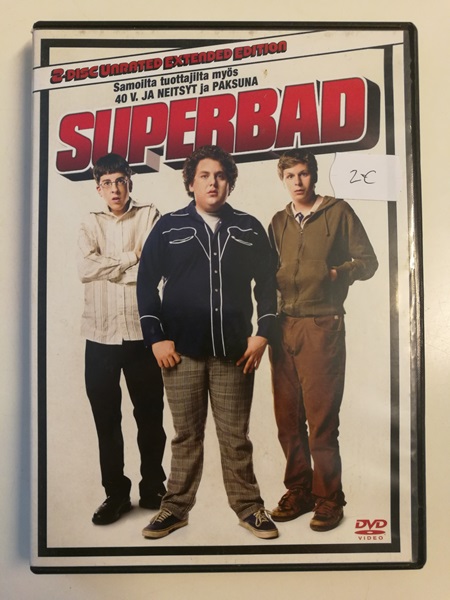 2-DISC UNRATED EXTENDED EDITION
Samoilta tuottajilta myös
40 V. JA NEITSYT ja PAKSUNA
SUPERBAD
2€
DVD
VIDEO